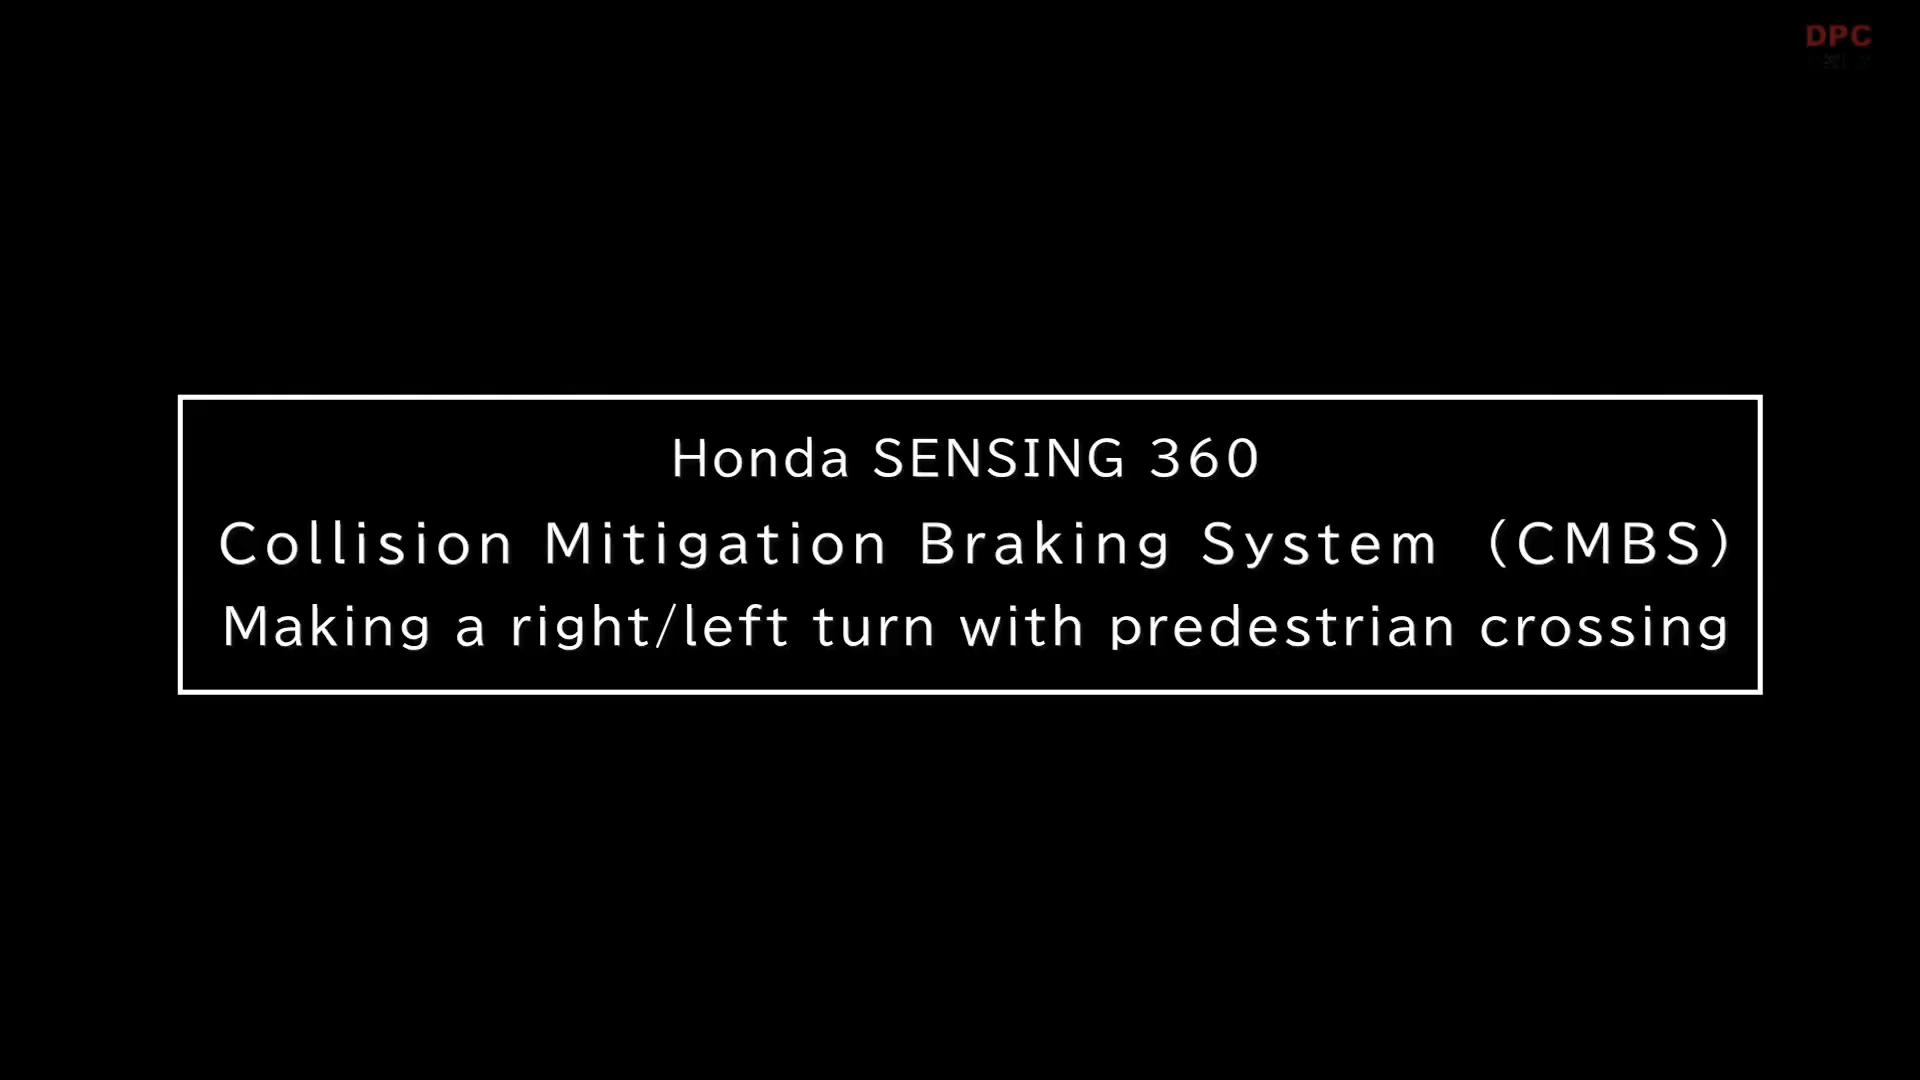 DPC
Honda SENSING 360
Collision Mitigation Braking System (CMBS)
Making a right/left turn with predestrian crossing